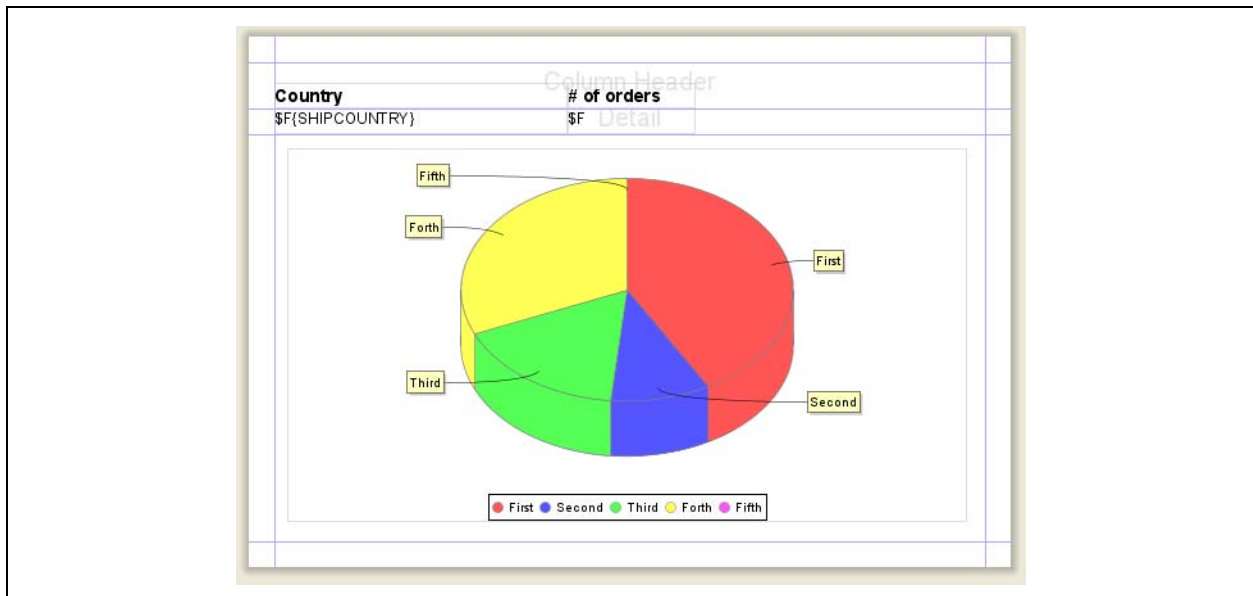 Column Header
Country # of orders
$F{SHIPCOUNTRY} $F
Detail
Fifth
Forth
First
Third
Second
First Second Third Forth Fifth